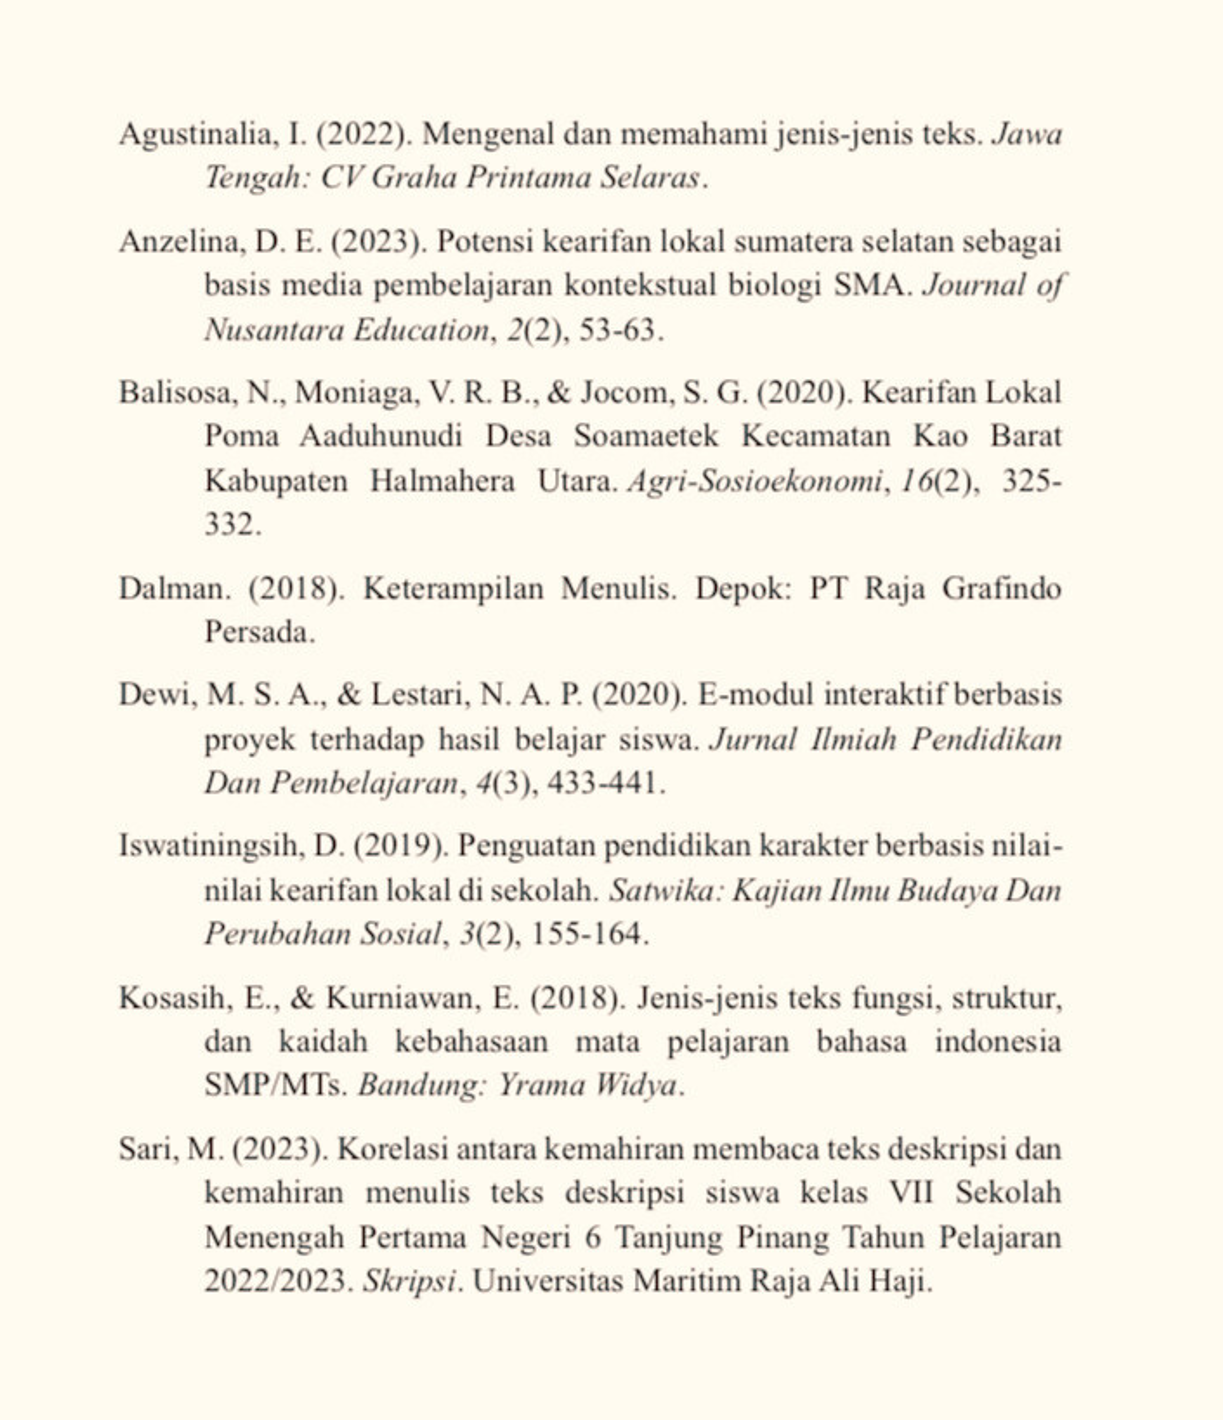 Agustinalia, I. (2022). Mengenal dan memahami jenis-jenis teks. Jawa
Tengah: CV Graha Printama Selaras.
Anzelina, D. E. (2023). Potensi kearifan lokal sumatera selatan sebagai
basis media pembelajaran kontekstual biologi SMA. Journal of
Nusantara Education, 2(2), 53-63.
Balisosa, N., Moniaga, V. R. B., & Jocom, S. G. (2020). Kearifan Lokal
Poma Aaduhunudi Desa Soamaetek Kecamatan Kao Barat
Kabupaten Halmahera Utara. Agri-Sosioekonomi, 16(2), 325-
332.
Dalman. (2018). Keterampilan Menulis. Depok: PT Raja Grafindo
Persada.
Dewi, M. S. A., & Lestari, N. A. P. (2020). E-modul interaktif berbasis
proyek terhadap hasil belajar siswa. Jurnal Ilmiah Pendidikan
Dan Pembelajaran, 4(3), 433-441.
Iswatiningsih, D. (2019). Penguatan pendidikan karakter berbasis nilai-
nilai kearifan lokal di sekolah. Satwika: Kajian Ilmu Budaya Dan
Perubahan Sosial, 3(2), 155-164.
Kosasih, E., & Kurniawan, E. (2018). Jenis-jenis teks fungsi, struktur,
dan kaidah kebahasaan mata pelajaran bahasa indonesia
SMP/MTs. Bandung: Yrama Widya.
Sari, M. (2023). Korelasi antara kemahiran membaca teks deskripsi dan
kemahiran menulis teks deskripsi siswa kelas VII Sekolah
Menengah Pertama Negeri 6 Tanjung Pinang Tahun Pelajaran
2022/2023. Skripsi. Universitas Maritim Raja Ali Haji.